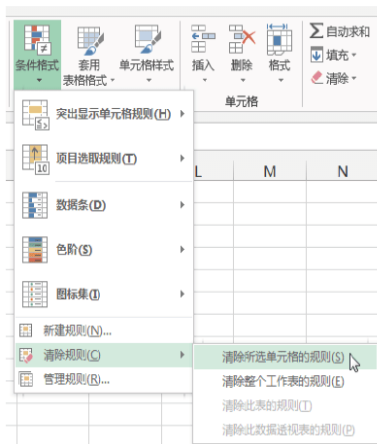 条件格式 套用表格格式 单元格样式 插入 删除 格式 自动求和
填充
清除
单元格
突出显示单元格规则(H)
项目选取规则(T)
10
L M N
数据条(D)
色阶(S)
图标集(I)
新建规则(N)...
清除规则(C)
管理规则(R)...
清除所选单元格的规则(S)
清除整个工作表的规则(E)
清除此表的规则(T)
清除此数据透视表的规则(P)